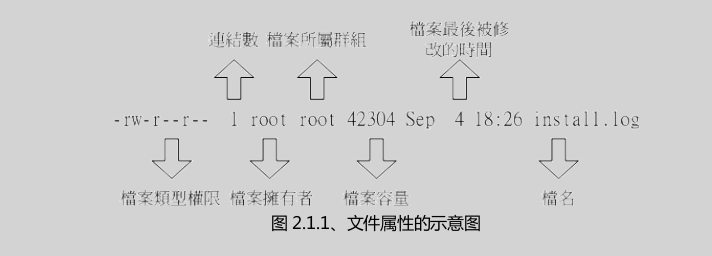 連結數 檔案所屬群組 檔案最後被修
改的時間
-rw-r--r-- 1 root root 42304 Sep 4 18:26 install.log
檔案類型權限 檔案擁有者 檔案容量 檔名
图 2.1.1、文件属性的示意图